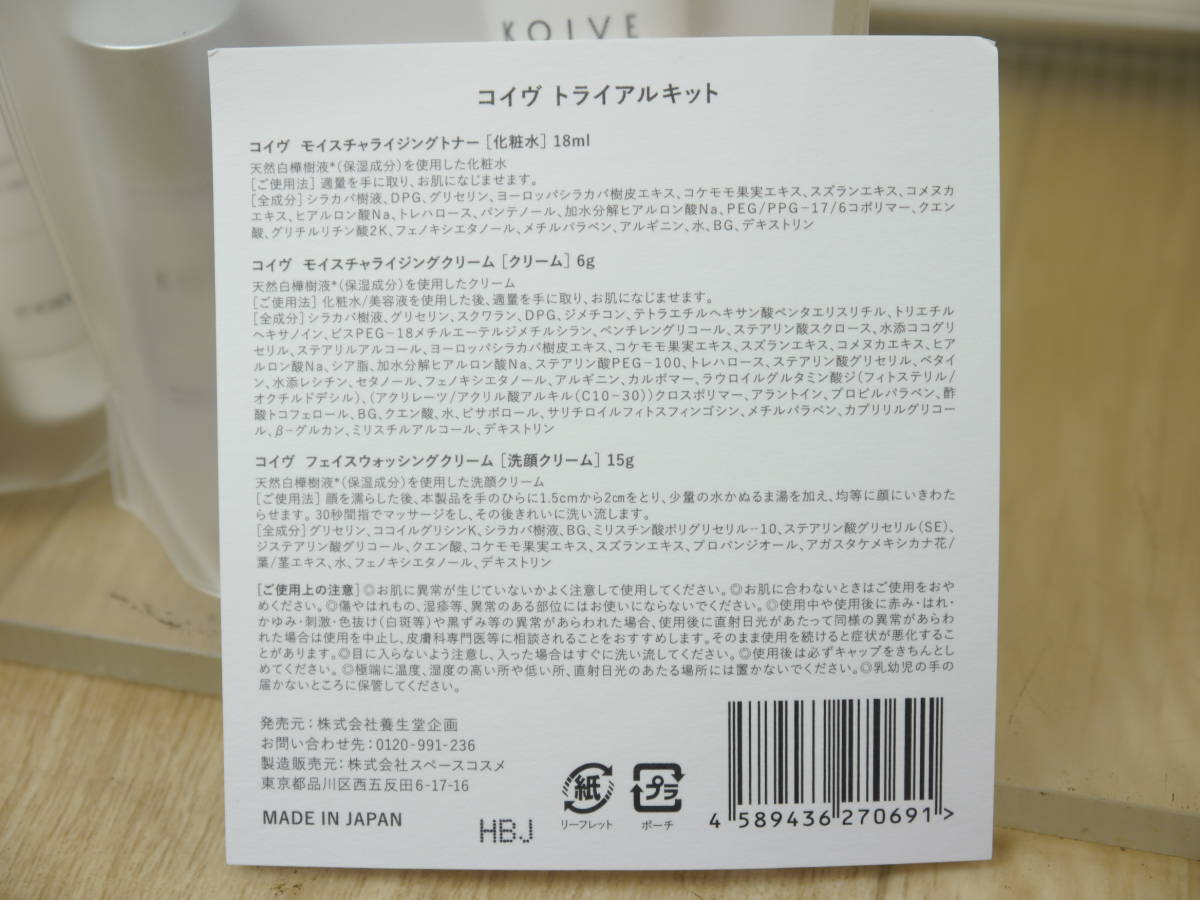 KOIVE
コイヴ トライアルキット
コイヴ モイスチャライジングトナー [化粧水] 18ml
天然白樺樹液*(保湿成分)を使用した化粧水
[ご使用法] 適量を手に取り、お肌になじませます。
[全成分] シラカバ樹液、DPG、グリセリン、ヨーロッパシラカバ樹皮エキス、コケモモ果実エキス、スズランエキス、コメヌカ
エキス、ヒアルロン酸Na、トレハロース、パンテノール、加水分解ヒアルロン酸Na、PEG/PPG-17/6コポリマー、クエン
酸、グリチルリチン酸2K、フェノキシエタノール、メチルパラベン、アルギニン、水、BG、デキストリン
コイヴ モイスチャライジングクリーム [クリーム] 6g
天然白樺樹液*(保湿成分)を使用したクリーム
[ご使用法] 化粧水/美容液を使用した後、適量を手に取り、お肌になじませます。
[全成分] シラカバ樹液、グリセリン、スクワラン、DPG、ジメチコン、テトラエチルヘキサン酸ペンタエリスリチル、トリエチル
ヘキサノイン、ビスPEG-18メチルエーテルジメチルシラン、ペンチレングリコール、ステアリン酸スクロース、水添ココグリ
セリル、ステアリルアルコール、ヨーロッパシラカバ樹皮エキス、コケモモ果実エキス、スズランエキス、コメヌカエキス、ヒア
ルロン酸Na、シア脂、加水分解ヒアルロン酸Na、ステアリン酸PEG-100、トレハロース、ステアリン酸グリセリル、ベタイ
ン、水添レシチン、セタノール、フェノキシエタノール、アルギニン、カルボマー、ラウロイルグルタミン酸ジ(フィトステリル/
オクチルドデシル)、(アクリレーツ/アクリル酸アルキル(C10-30))クロスポリマー、アラントイン、プロピルパラベン、酢
酸トコフェロール、BG、クエン酸、水、ビサボロール、サリチロイルフィトスフィンゴシン、メチルパラベン、カプリリルグリコー
ル、β-グルカン、ミリスチルアルコール、デキストリン
コイヴ フェイスウォッシングクリーム [洗顔クリーム] 15g
天然白樺樹液*(保湿成分)を使用した洗顔クリーム
[ご使用法] 顔を濡らした後、本製品を手のひらに1.5cmから2㎝をとり、少量の水かぬるま湯を加え、均等に顔にいきわた
らせます。30秒間指でマッサージをし、その後きれいに洗い流します。
[全成分] グリセリン、ココイルグリシンK、シラカバ樹液、BG、ミリスチン酸ポリグリセリル-10、ステアリン酸グリセリル(SE)、
ジステアリン酸グリコール、クエン酸、コケモモ果実エキス、スズランエキス、プロパンジオール、アガスタケメキシカナ花/
葉/茎エキス、水、フェノキシエタノール、デキストリン
[ご使用上の注意] ◎お肌に異常が生じていないかよく注意して使用してください。◎お肌に合わないときはご使用をおや
めください。◎傷やはれもの、湿疹等、異常のある部位にはお使いにならないでください。◎使用中や使用後に赤み・はれ・
かゆみ・刺激・色抜け(白斑等)や黒ずみ等の異常があらわれた場合、使用後に直射日光があたって同様の異常があらわ
れた場合は使用を中止し、皮膚科専門医等に相談されることをおすすめします。そのまま使用を続けると症状が悪化するこ
とがあります。◎目に入らないよう注意し、入った場合はすぐに洗い流してください。◎使用後は必ずキャップをきちんとし
めてください。◎極端に温度、湿度の高い所や低い所、直射日光のあたる場所には置かないでください。◎乳幼児の手の
届かないところに保管してください。
発売元:株式会社養生堂企画
お問い合わせ先:0120-991-236
製造販売元:株式会社スペースコスメ
東京都品川区西五反田6-17-16
MADE IN JAPAN
HBJ
紙
リーフレット
プラ
ポーチ
4 589436 270691 >